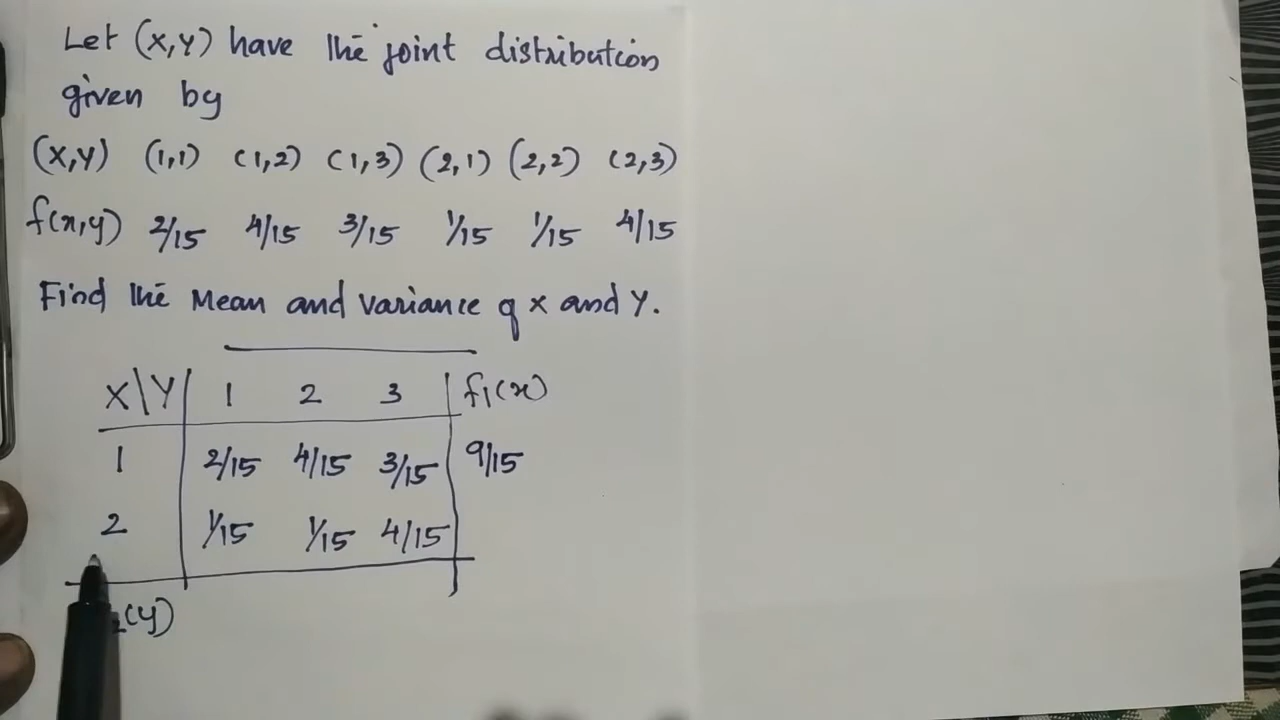 Let (X,Y) have the joint distribution
given by
(X,Y) (1,1) (1,2) (1,3) (2,1) (2,2) (2,3)
f(x,y) 2/15 4/15 3/15 1/15 1/15 4/15
Find the Mean and variance of X and Y.
X\Y 1 2 3 f1(x)
1 2/15 4/15 3/15 9/15
2 1/15 1/15 4/15
2(y)